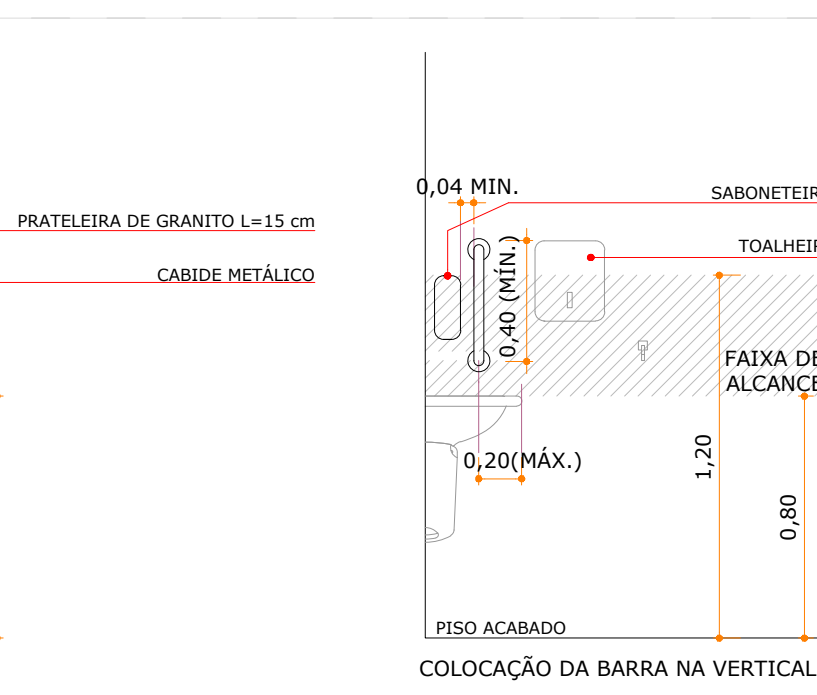 0,04 MIN.
SABONETEIR
PRATELEIRA DE GRANITO L=15 cm
TOALHEIR
CABIDE METÁLICO
0,40 (MÍN.)
FAIXA DE
ALCANCE
1,20
0,20(MÁX.)
0,80
PISO ACABADO
COLOCAÇÃO DA BARRA NA VERTICAL